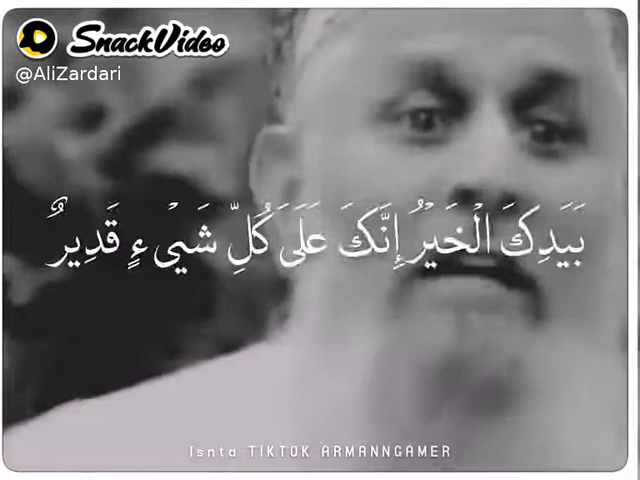 SnackVideo
@AliZardari
بِيَدِكَ الْخَيْرُ إِنَّكَ عَلَىٰ كُلِّ شَيْءٍ قَدِيرٌ
Isnta TIKTOK ARMANNGAMER